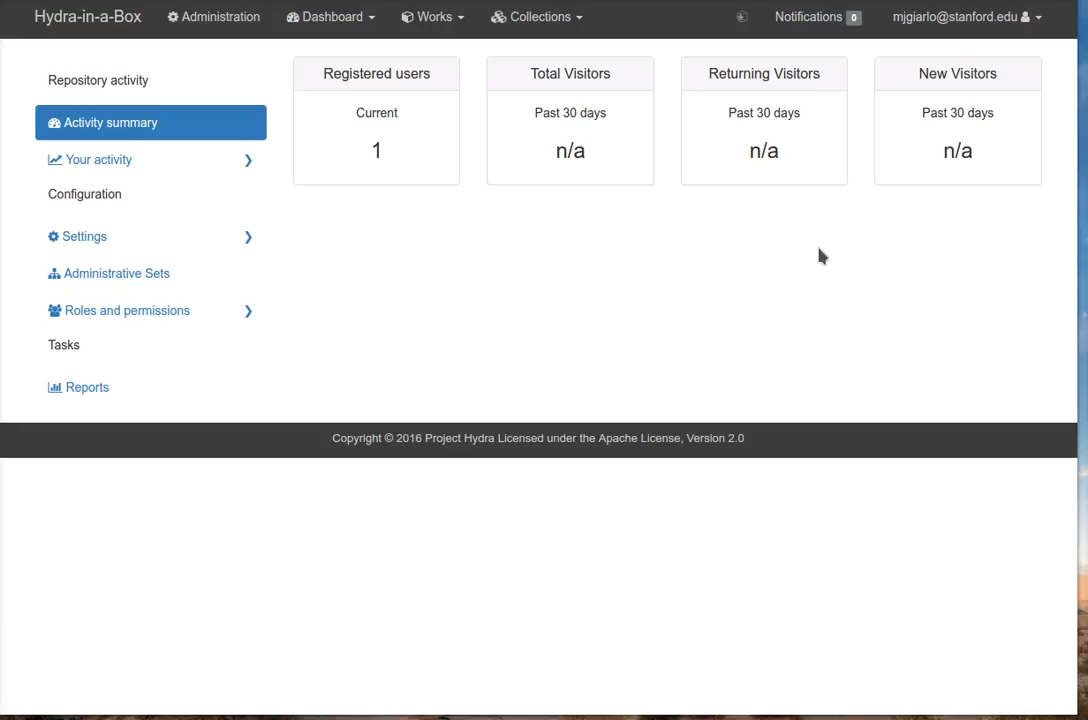 Hydra-in-a-Box Administration Dashboard Works Collections Notifications 0 mjgiarlo@stanford.edu
Repository activity
Activity summary
Your activity
Configuration
Settings
Administrative Sets
Roles and permissions
Tasks
Reports
Registered users
Current
1
Total Visitors
Past 30 days
n/a
Returning Visitors
Past 30 days
n/a
New Visitors
Past 30 days
n/a
Copyright © 2016 Project Hydra Licensed under the Apache License, Version 2.0